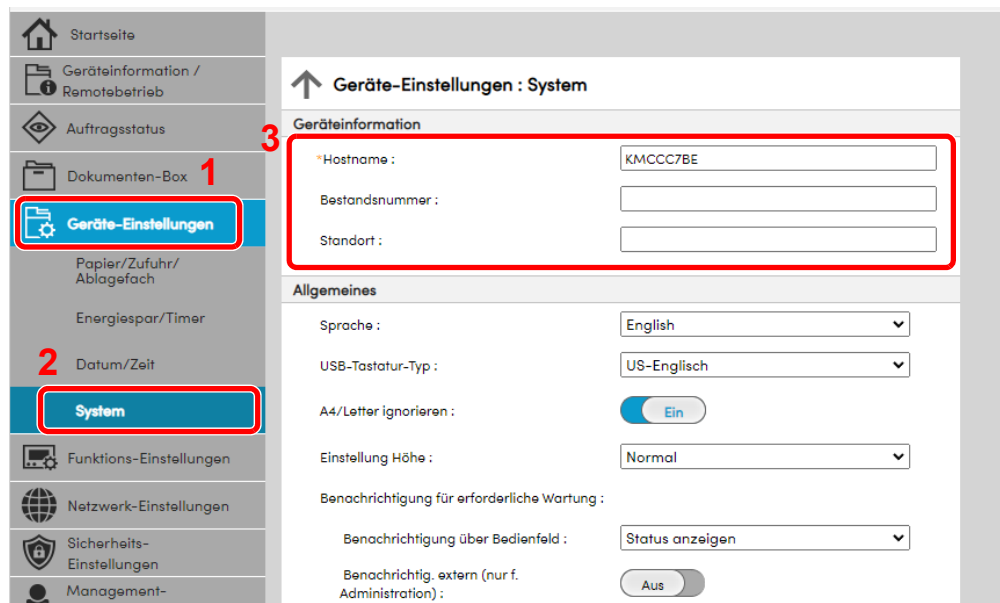 Startseite
Geräteinformation /
Remotebetrieb
Auftragsstatus
Dokumenten-Box
1
Geräte-Einstellungen
Papier/Zufuhr/
Ablagefach
Energiespar/Timer
2
Datum/Zeit
System
Funktions-Einstellungen
Netzwerk-Einstellungen
Sicherheits-
Einstellungen
Management-
Geräte-Einstellungen : System
Geräteinformation
3
*Hostname :
KMCCC7BE
Bestandsnummer :
Standort :
Allgemeines
Sprache :
English
USB-Tastatur-Typ :
US-Englisch
A4/Letter ignorieren :
Ein
Einstellung Höhe :
Normal
Benachrichtigung für erforderliche Wartung :
Benachrichtigung über Bedienfeld :
Status anzeigen
Benachrichtig. extern (nur f.
Administration) :
Aus